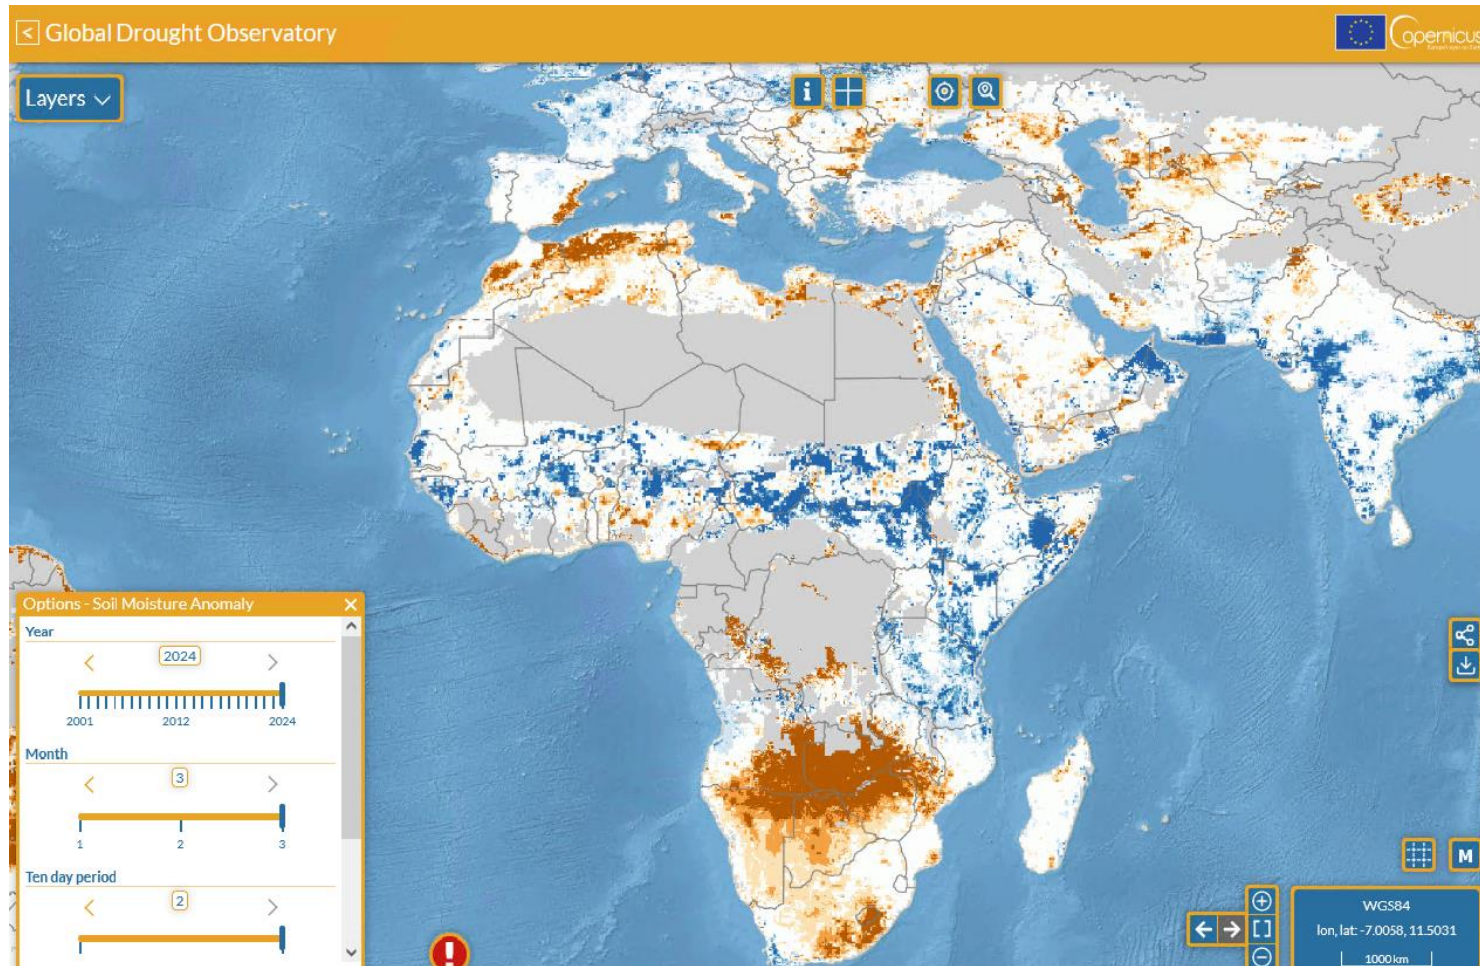 < Global Drought Observatory
opernicus
Layers
i
Options - Soil Moisture Anomaly
Year
2024
2001 2012 2024
Month
3
1 2 3
Ten day period
2
!
M
WGS84
lon, lat: -7.0058, 11.5031
1000 km